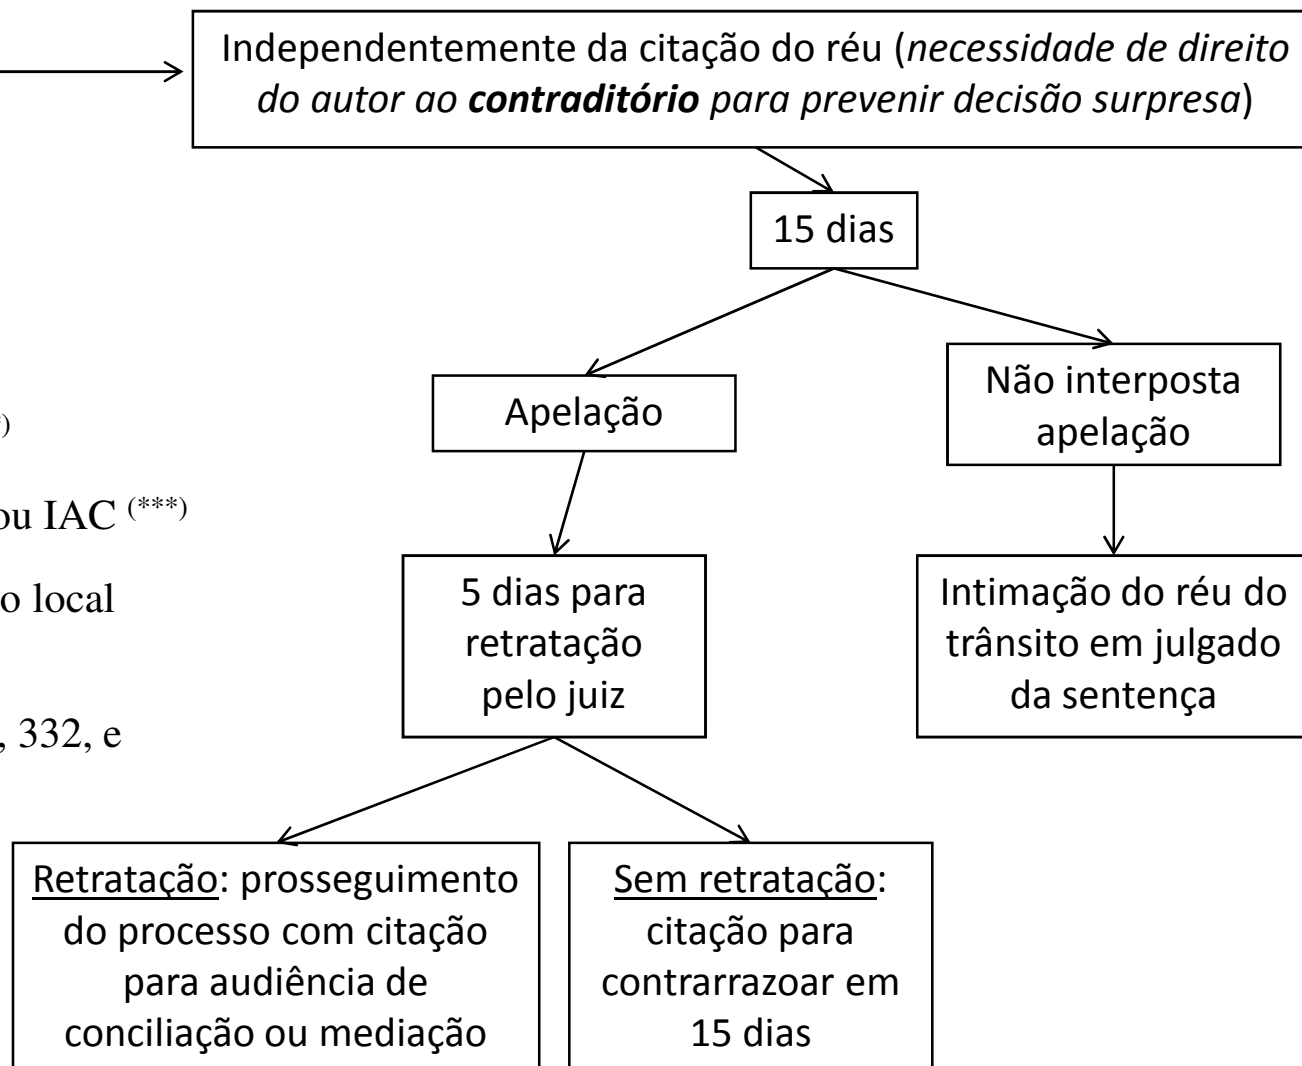 Independentemente da citação do réu (necessidade de direito
do autor ao contraditório para prevenir decisão surpresa)
15 dias
Apelação
Não interposta
apelação
ou IAC (***)
o local
, 332, e
5 dias para
retratação
pelo juiz
Intimação do réu do
trânsito em julgado
da sentença
Retratação: prosseguimento
do processo com citação
para audiência de
conciliação ou mediação
Sem retratação:
citação para
contrarrazoar em
15 dias